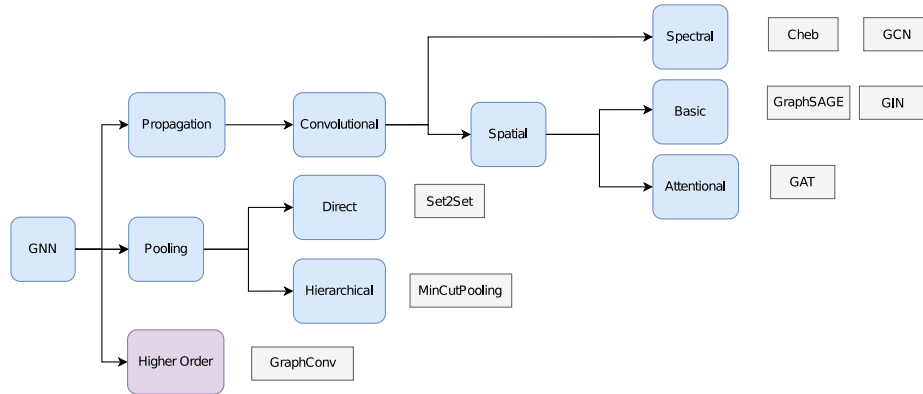 Spectral
Cheb
GCN
Propagation
Convolutional
Spatial
Basic
GraphSAGE
GIN
Attentional
GAT
Direct
Set2Set
GNN
Pooling
Hierarchical
MinCutPooling
Higher Order
GraphConv